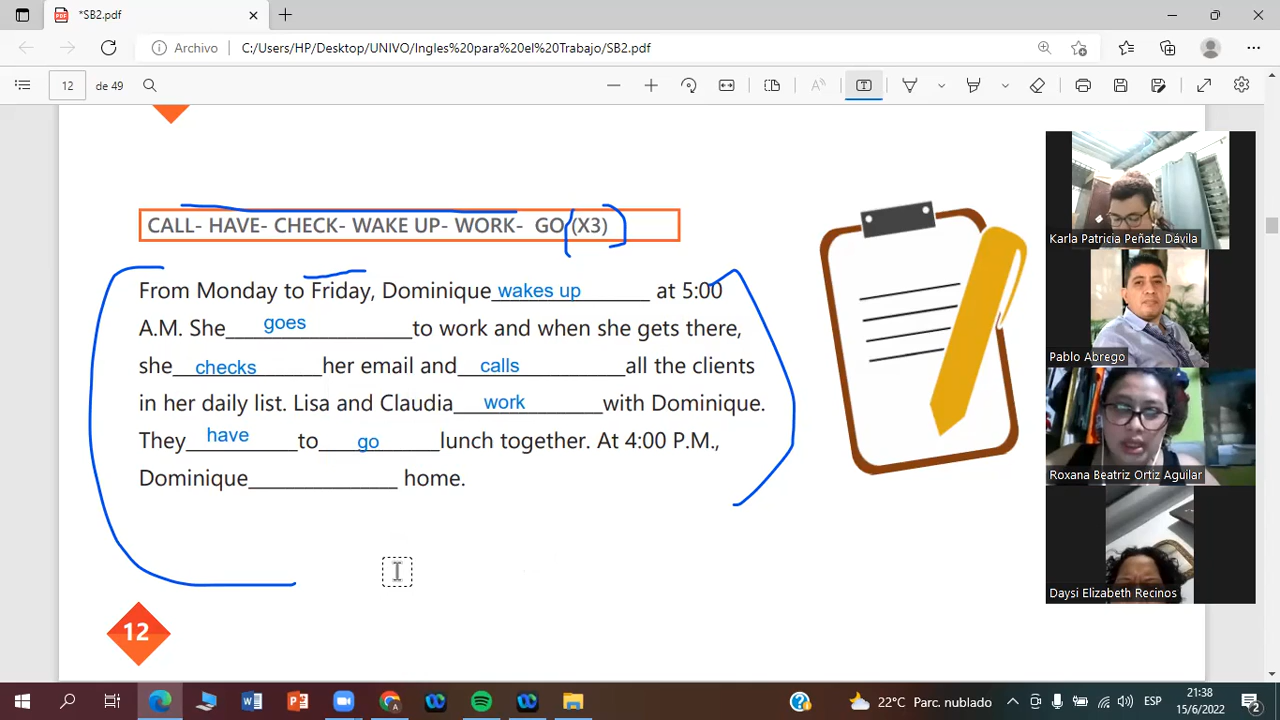 *SB2.pdf
Archivo C:/Users/HP/Desktop/UNIVO/Ingles%20para%20el%20Trabajo/SB2.pdf
12 de 49
CALL- HAVE- CHECK- WAKE UP- WORK- GO (X3)
From Monday to Friday, Dominique wakes up at 5:00
A.M. She goes to work and when she gets there,
she checks her email and calls all the clients
in her daily list. Lisa and Claudia work with Dominique.
They have to go lunch together. At 4:00 P.M.,
Dominique______________ home.
12
Karla Patricia Peñate Dávila
Pablo Abrego
Roxana Beatriz Ortiz Aguilar
Daysi Elizabeth Recinos
22°C Parc. nublado
ESP
21:38
15/6/2022
2